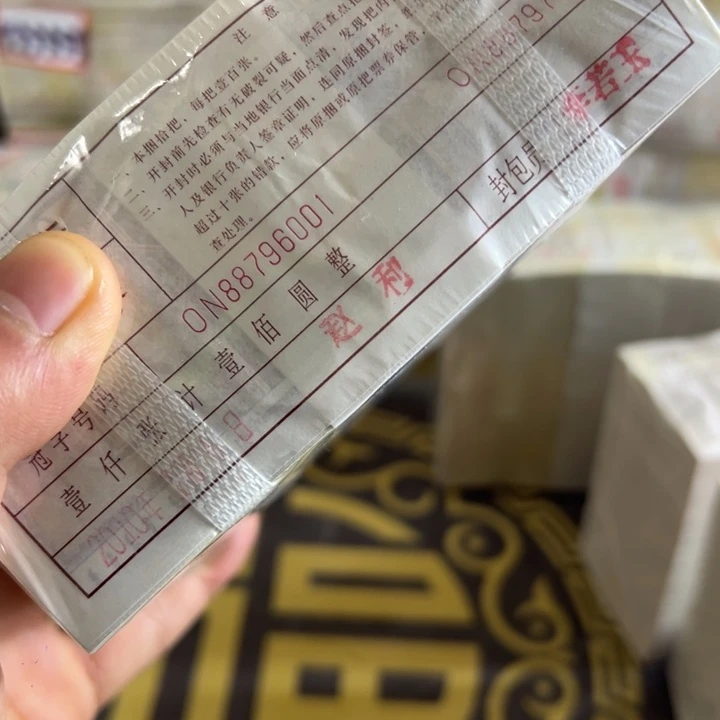 注 意
、本捆拾把，每把壹百张。
二、开封前先检查有无破裂可疑，然后查点把
三、开封时必须与当地银行当面点清，发现把内
人及银行负责人签章证明，连同原捆封签、
超过十张的错款，应将原捆或原把票券保管，
查处理。
冠字号码 ON88796001
壹仟张 计壹佰圆整
赵利 封包员